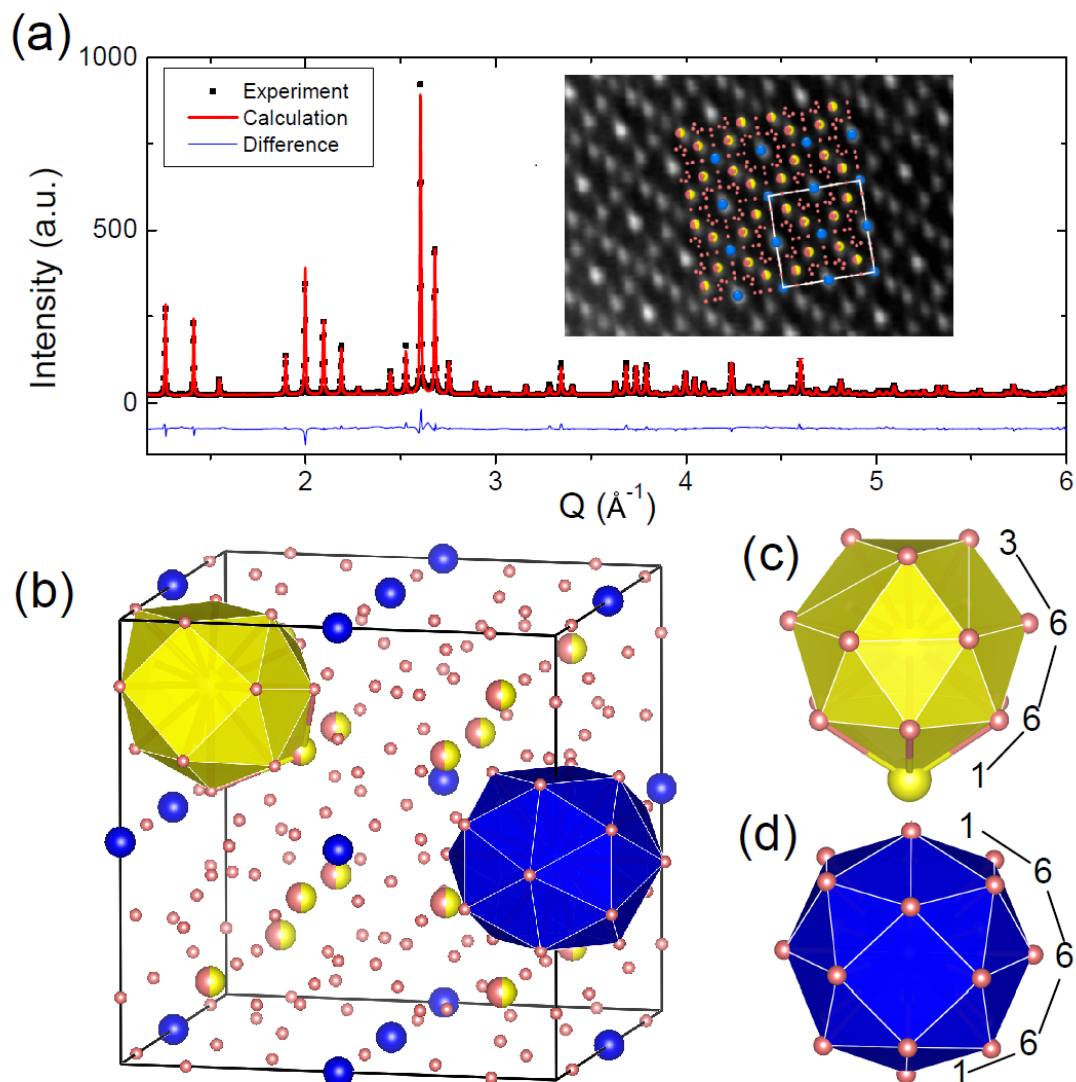 (a)
1000
500
0
Intensity (a.u.)
Experiment
Calculation
Difference
2 3 4 5 6
Q (Å⁻¹)
(b)
(c)
3
6
6
1
(d)
1
6
6
6
1